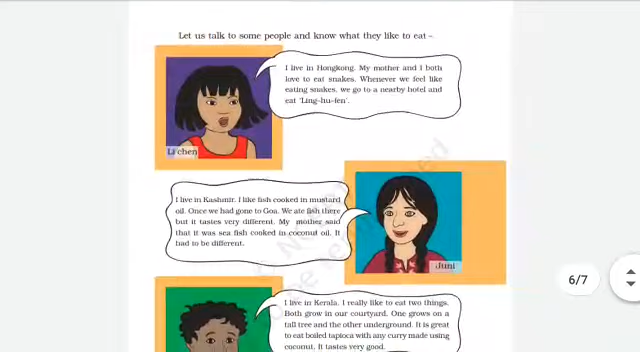 Let us talk to some people and know what they like to eat –
I live in Hongkong. My mother and I both
love to eat snakes. Whenever we feel like
eating snakes, we go to a nearby hotel and
eat ‘Ling-hu-fen’.
Li chen
I live in Kashmir. I like fish cooked in mustard
oil. Once we had gone to Goa. We ate fish there
but it tastes very different. My mother said
that it was sea fish cooked in coconut oil. It
had to be different.
Juni
6/7
I live in Kerala. I really like to eat two things.
Both grow in our courtyard. One grows on a
tall tree and the other underground. It is great
to eat boiled tapioca with any curry made using
coconut. It tastes very good.